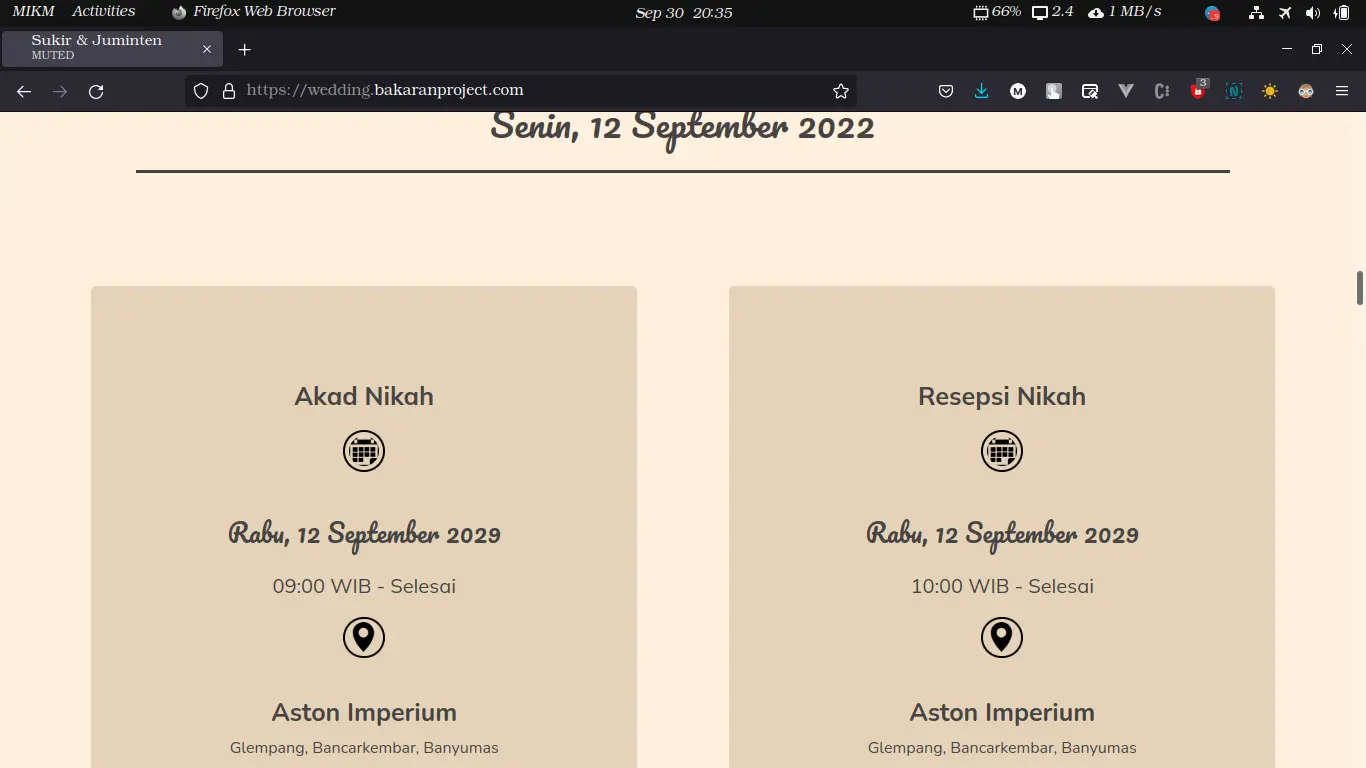 MIKM Activities Firefox Web Browser Sep 30 20:35 66% 2.4 1 MB/s
Sukir & Juminten
MUTED
https://wedding.bakaranproject.com
3
Senin, 12 September 2022
Akad Nikah
Rabu, 12 September 2029
09:00 WIB - Selesai
Aston Imperium
Glempang, Bancarkembar, Banyumas
Resepsi Nikah
Rabu, 12 September 2029
10:00 WIB - Selesai
Aston Imperium
Glempang, Bancarkembar, Banyumas